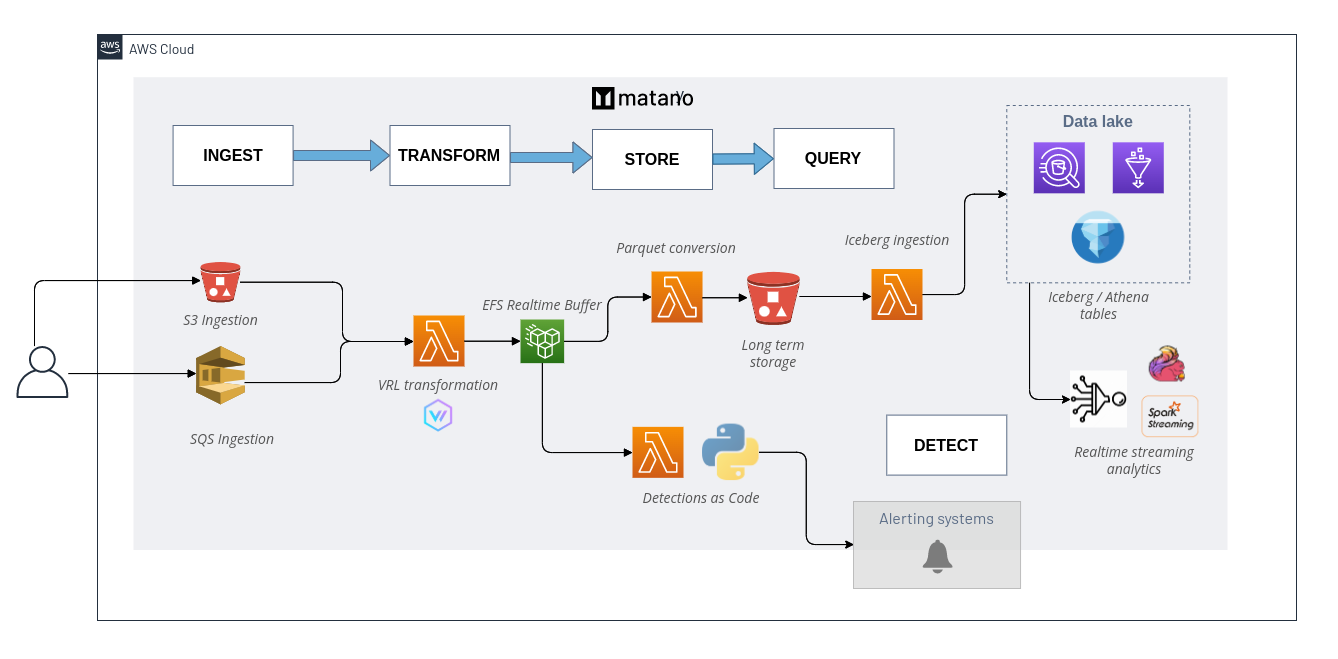 aws
AWS Cloud
matano
INGEST
TRANSFORM
STORE
QUERY
Data lake
Parquet conversion
Iceberg ingestion
S3 Ingestion
EFS Realtime Buffer
Iceberg / Athena
tables
Long term
storage
VRL transformation
SQS Ingestion
Spark
Streaming
DETECT
Realtime streaming
analytics
Detections as Code
Alerting systems